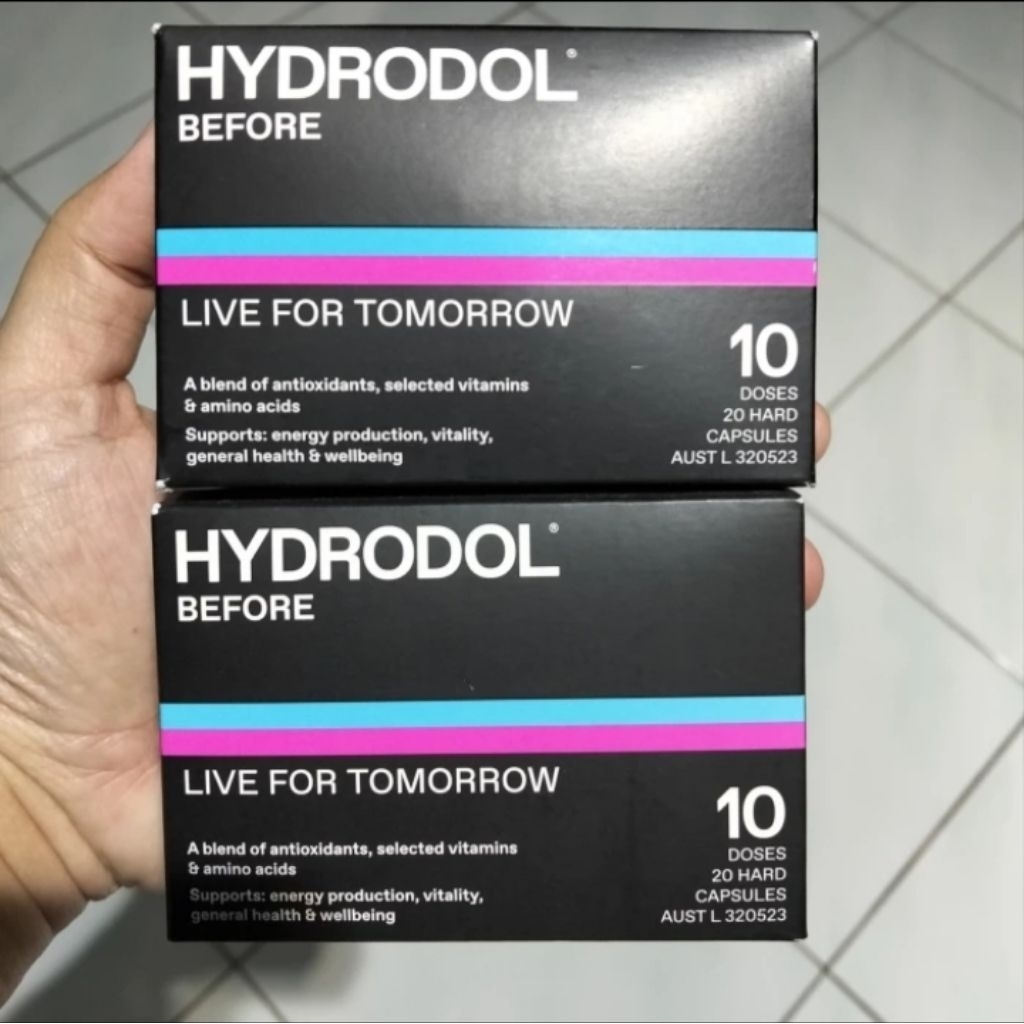 HYDRODOL®
BEFORE
LIVE FOR TOMORROW
A blend of antioxidants, selected vitamins
& amino acids
Supports: energy production, vitality,
general health & wellbeing
10
DOSES
20 HARD
CAPSULES
AUST L 320523
HYDRODOL®
BEFORE
LIVE FOR TOMORROW
A blend of antioxidants, selected vitamins
& amino acids
Supports: energy production, vitality,
general health & wellbeing
10
DOSES
20 HARD
CAPSULES
AUST L 320523